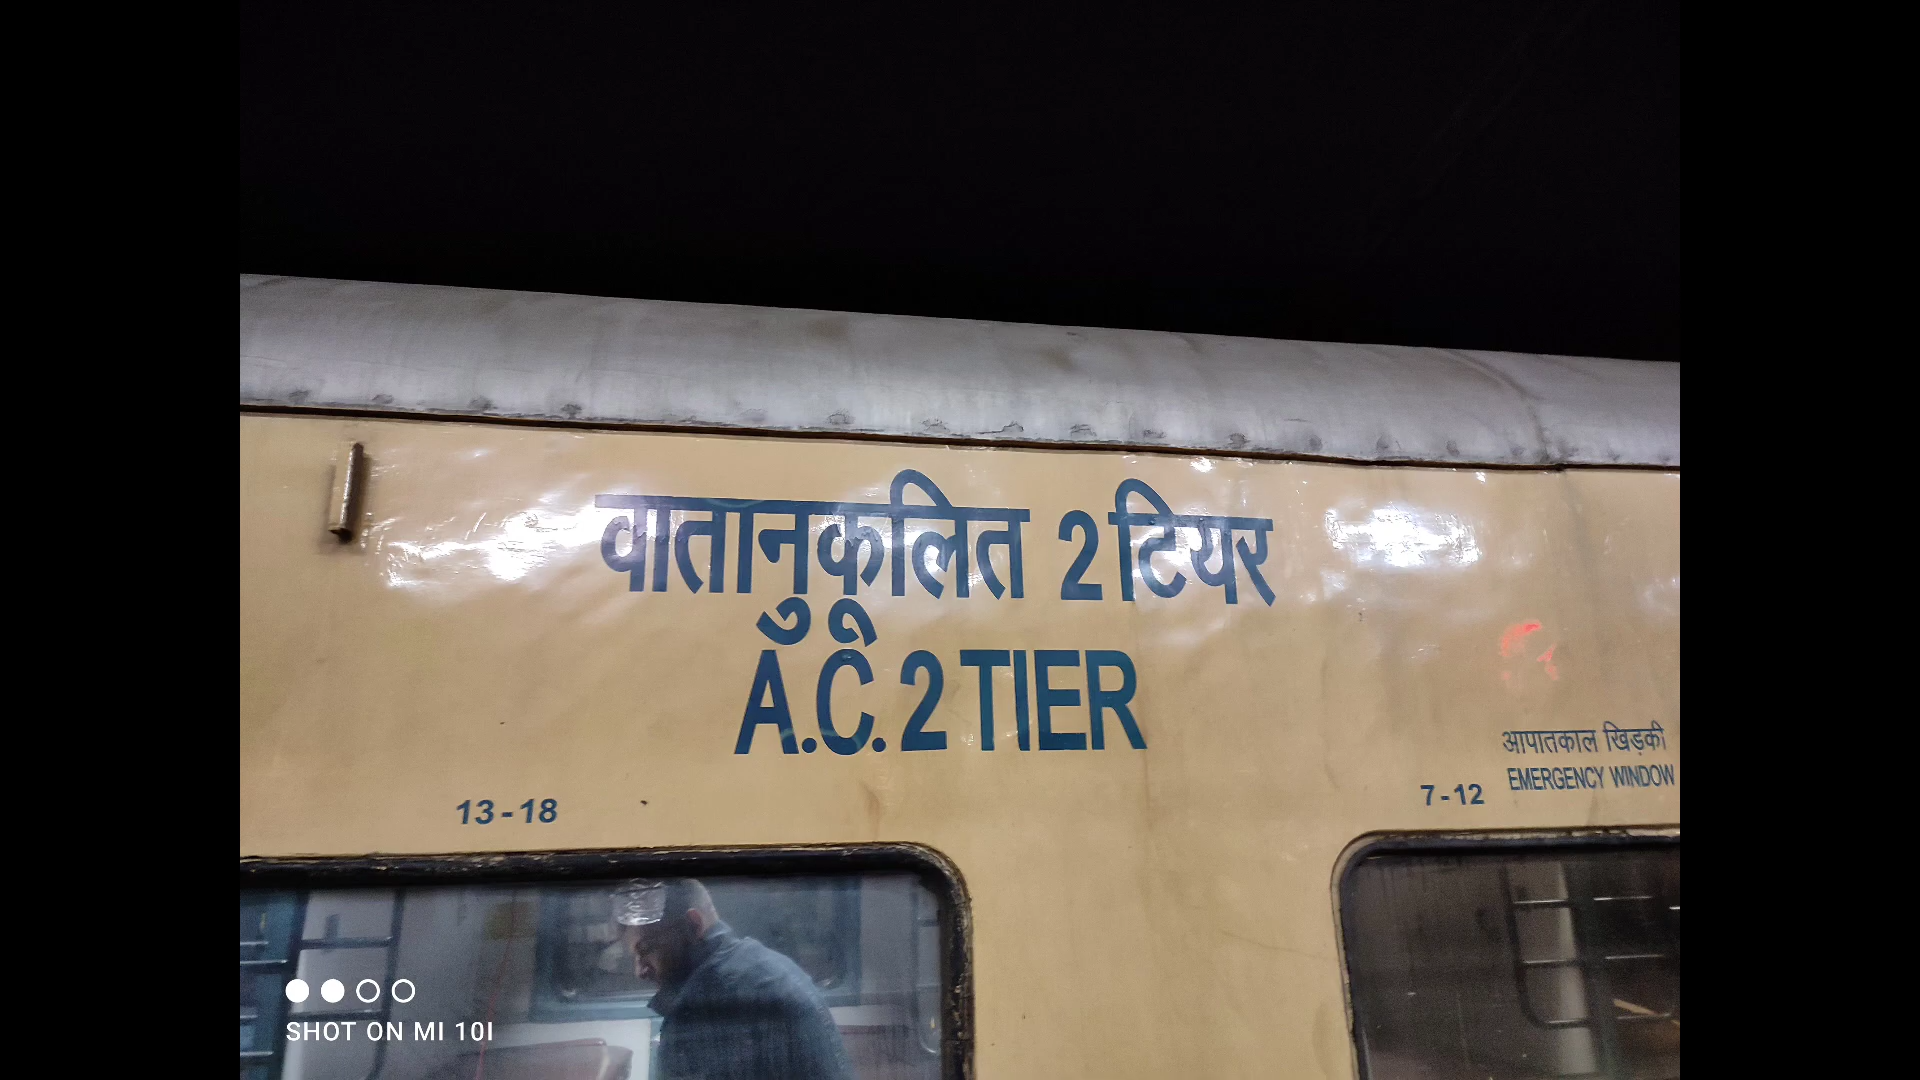 वातानुकूलित 2 टियर
A.C. 2 TIER
आपातकाल खिड़की
EMERGENCY WINDOW
13-18
7-12
SHOT ON MI 10I